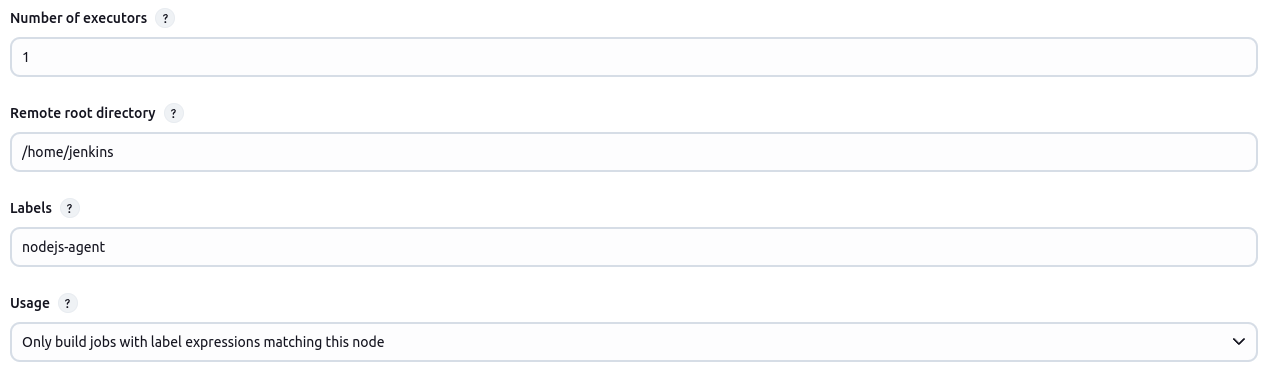 Number of executors ?
1
Remote root directory ?
/home/jenkins
Labels ?
nodejs-agent
Usage ?
Only build jobs with label expressions matching this node